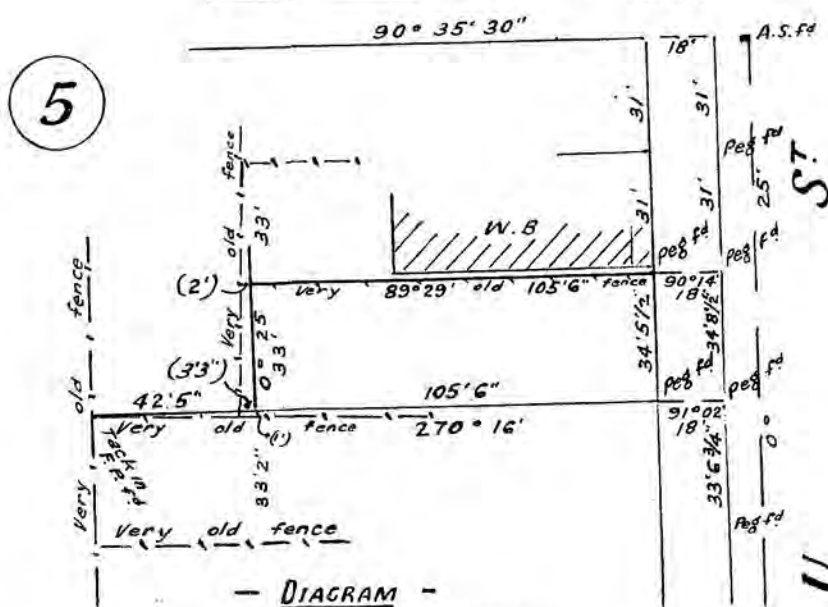 90° 35' 30"
A.S. fd
18'
5
31'
31'
Peg fd
ST
25'
fence
old
33'
31'
31'
W.B
Peg fd
Peg fd
(2')
Very
89°29'
old
105'6"
fence
90°14'
18"
fence
old
Very
0° 25
33'
34'5½"
34'8½"
(3'3")
Peg fd
Peg fd
42'5"
105'6"
91°02'
18"
Very
old
fence
(1')
270° 16'
0°
Tack in
F.P. fd
Very
33'2"
33'6¾"
Peg fd
Very old fence
U
— DIAGRAM —